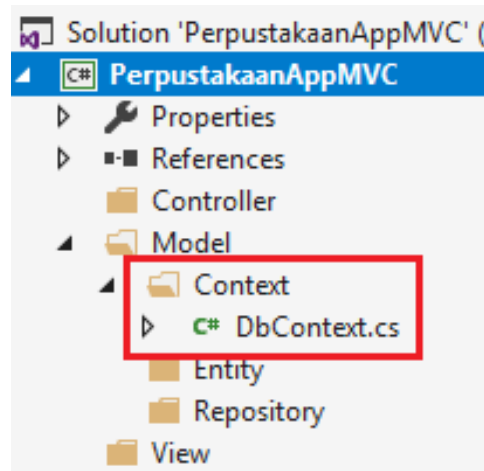 Solution 'PerpustakaanAppMVC' (
C# PerpustakaanAppMVC
Properties
References
Controller
Model
Context
C# DbContext.cs
Entity
Repository
View